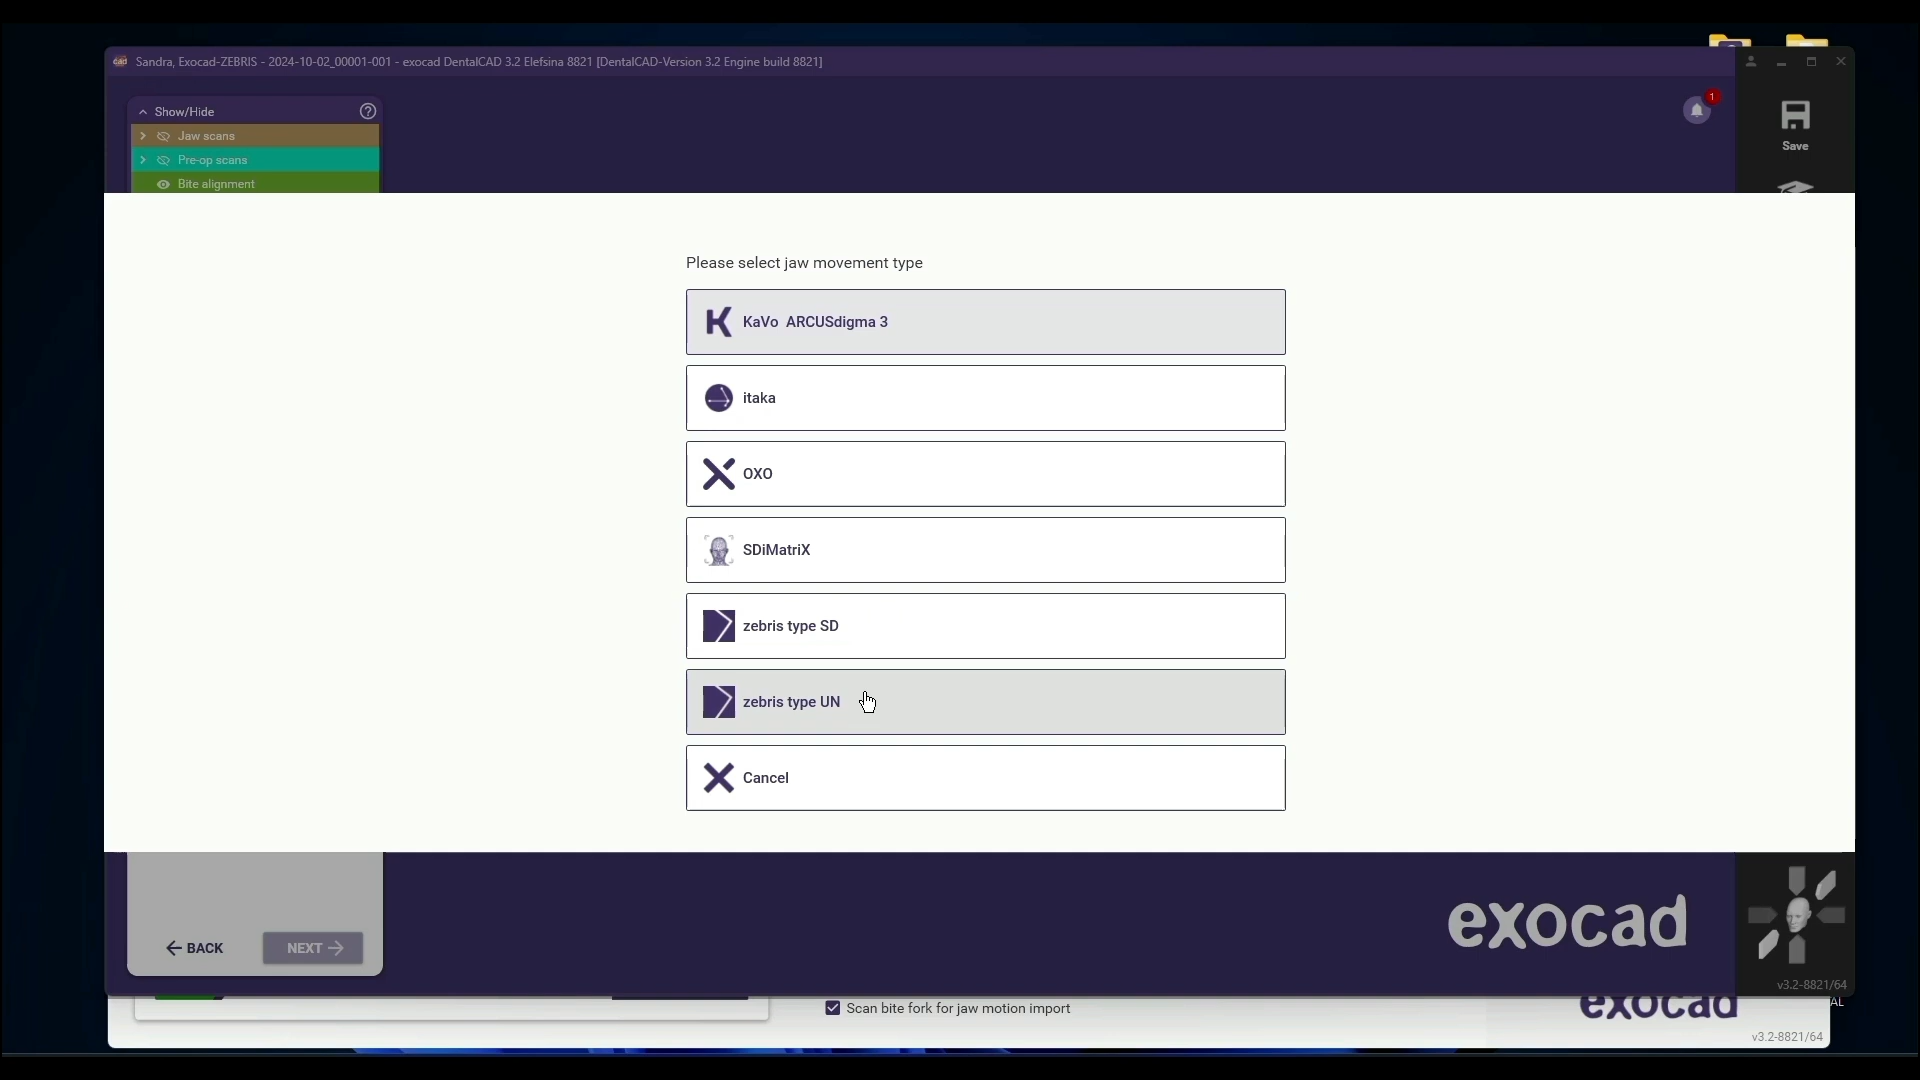 cad Sandra, Exocad-ZEBRIS - 2024-10-02_00001-001 - exocad DentalCAD 3.2 Elefsina 8821 [DentalCAD-Version 3.2 Engine build 8821]
Show/Hide ?
1
Jaw scans
Pre-op scans
Bite alignment
Save
Please select jaw movement type
KaVo ARCUSdigma 3
itaka
OXO
SDiMatriX
zebris type SD
zebris type UN
Cancel
BACK NEXT
exocad
v3.2-8821/64
Scan bite fork for jaw motion import
exocad
AL
v3.2-8821/64